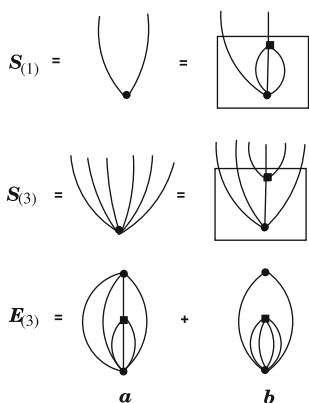 S(1) = =
S(3) = =
E(3) = +
a b